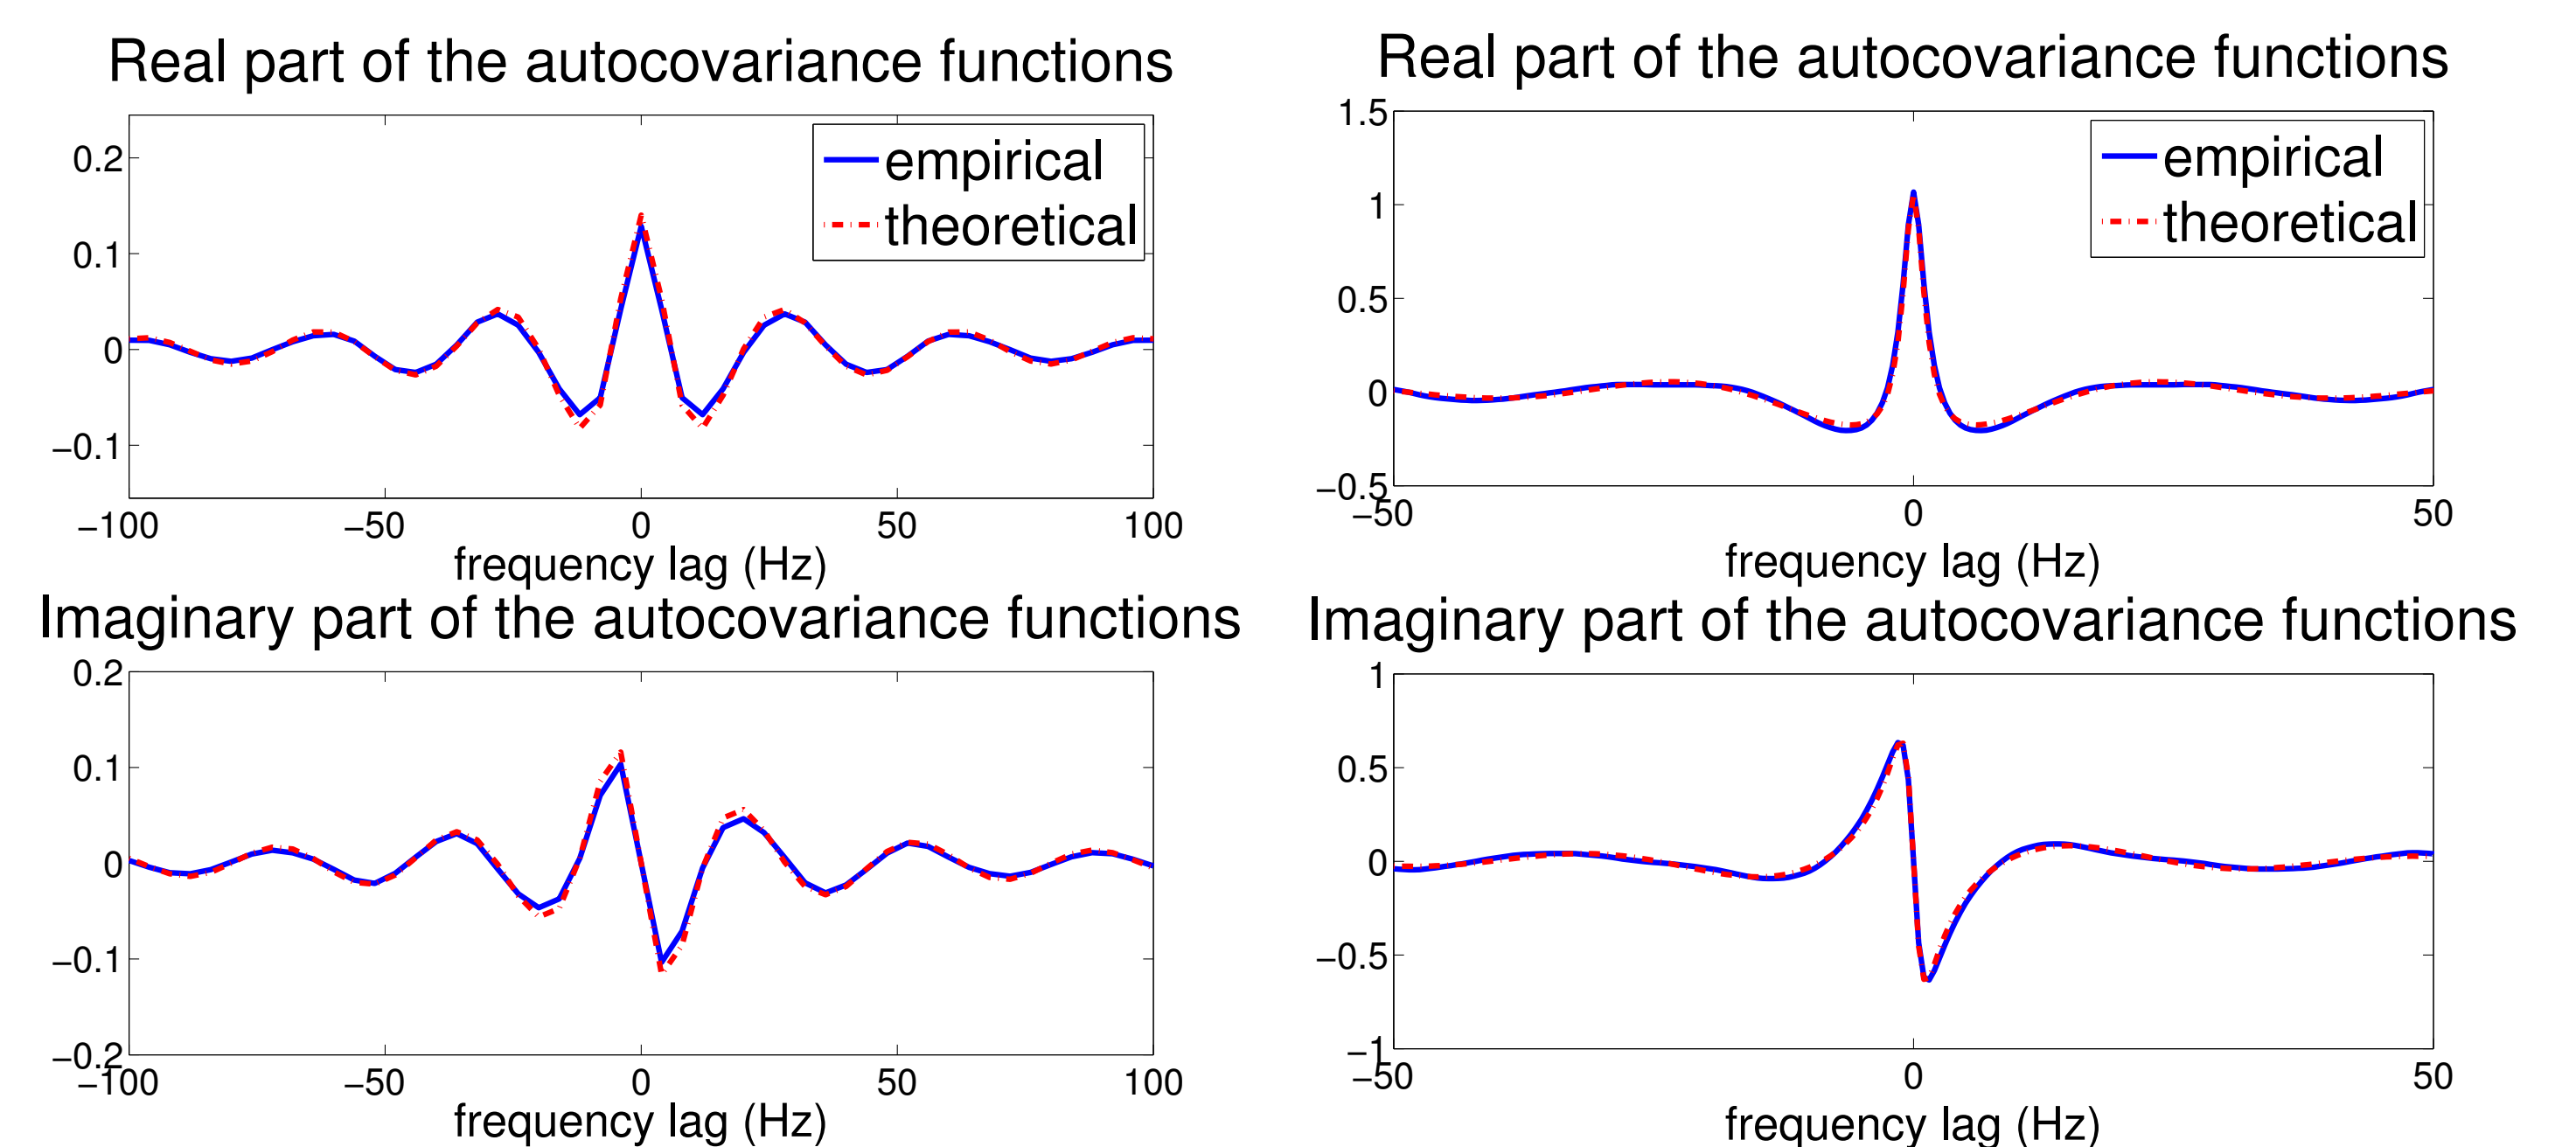 Real part of the autocovariance functions
0.2
0.1
0
−0.1
empirical
theoretical
−100 −50 0 50 100
frequency lag (Hz)
Real part of the autocovariance functions
1.5
1
0.5
0
−0.5
empirical
theoretical
−50 0 50
frequency lag (Hz)
Imaginary part of the autocovariance functions
0.2
0.1
0
−0.1
−0.2
−100 −50 0 50 100
frequency lag (Hz)
Imaginary part of the autocovariance functions
1
0.5
0
−0.5
−1
−50 0 50
frequency lag (Hz)